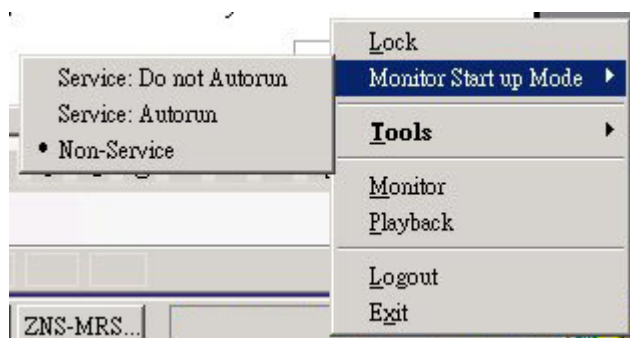 Lock
Monitor Start up Mode
Service: Do not Autorun
Service: Autorun
Non-Service
Tools
Monitor
Playback
Logout
Exit
ZNS-MRS...